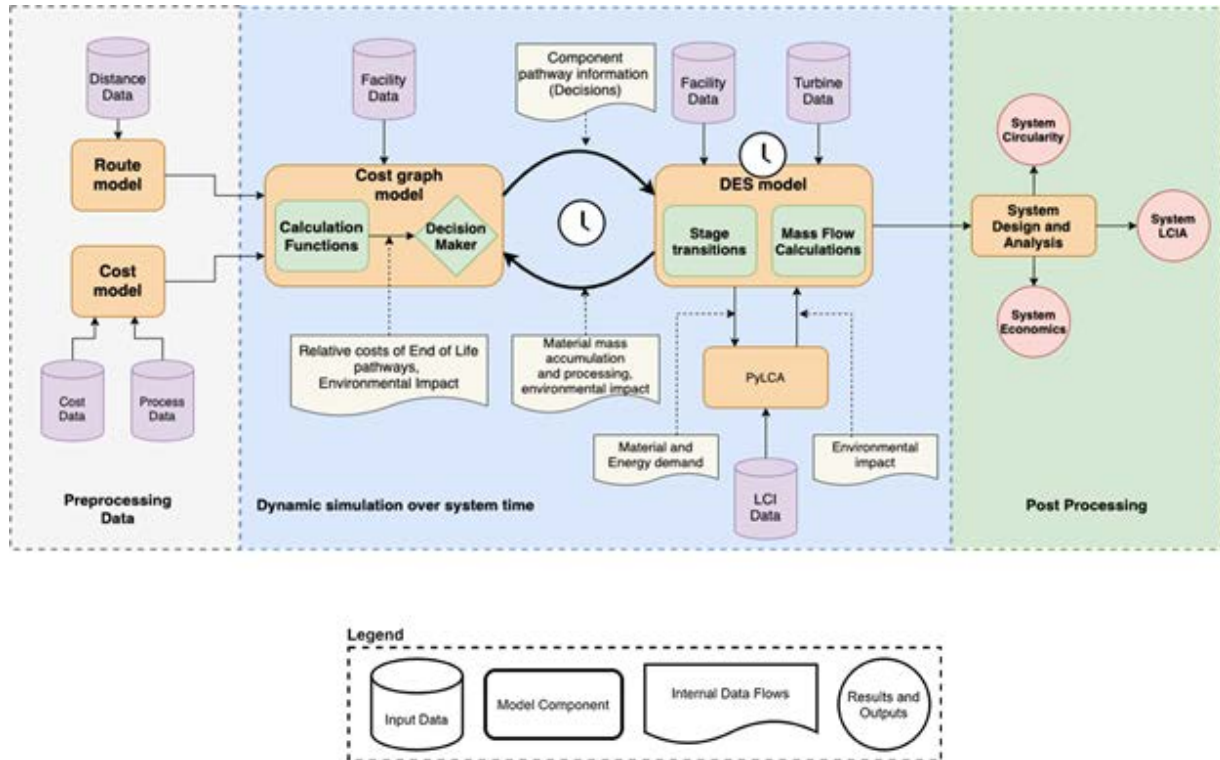 Distance
Data
Route
model
Cost
model
Cost
Data
Process
Data
Preprocessing
Data
Facility
Data
Cost graph
model
Calculation
Functions
Decision
Maker
Relative costs of End of Life
pathways,
Environmental Impact
Component
pathway information
(Decisions)
Material mass
accumulation
and processing,
environmental impact
Facility
Data
Turbine
Data
DES model
Stage
transitions
Mass Flow
Calculations
PyLCA
Material and
Energy demand
Environmental
impact
LCI
Data
Dynamic simulation over system time
System
Circularity
System
Design and
Analysis
System
LCIA
System
Economics
Post Processing
Legend
Input Data
Model Component
Internal Data Flows
Results and
Outputs